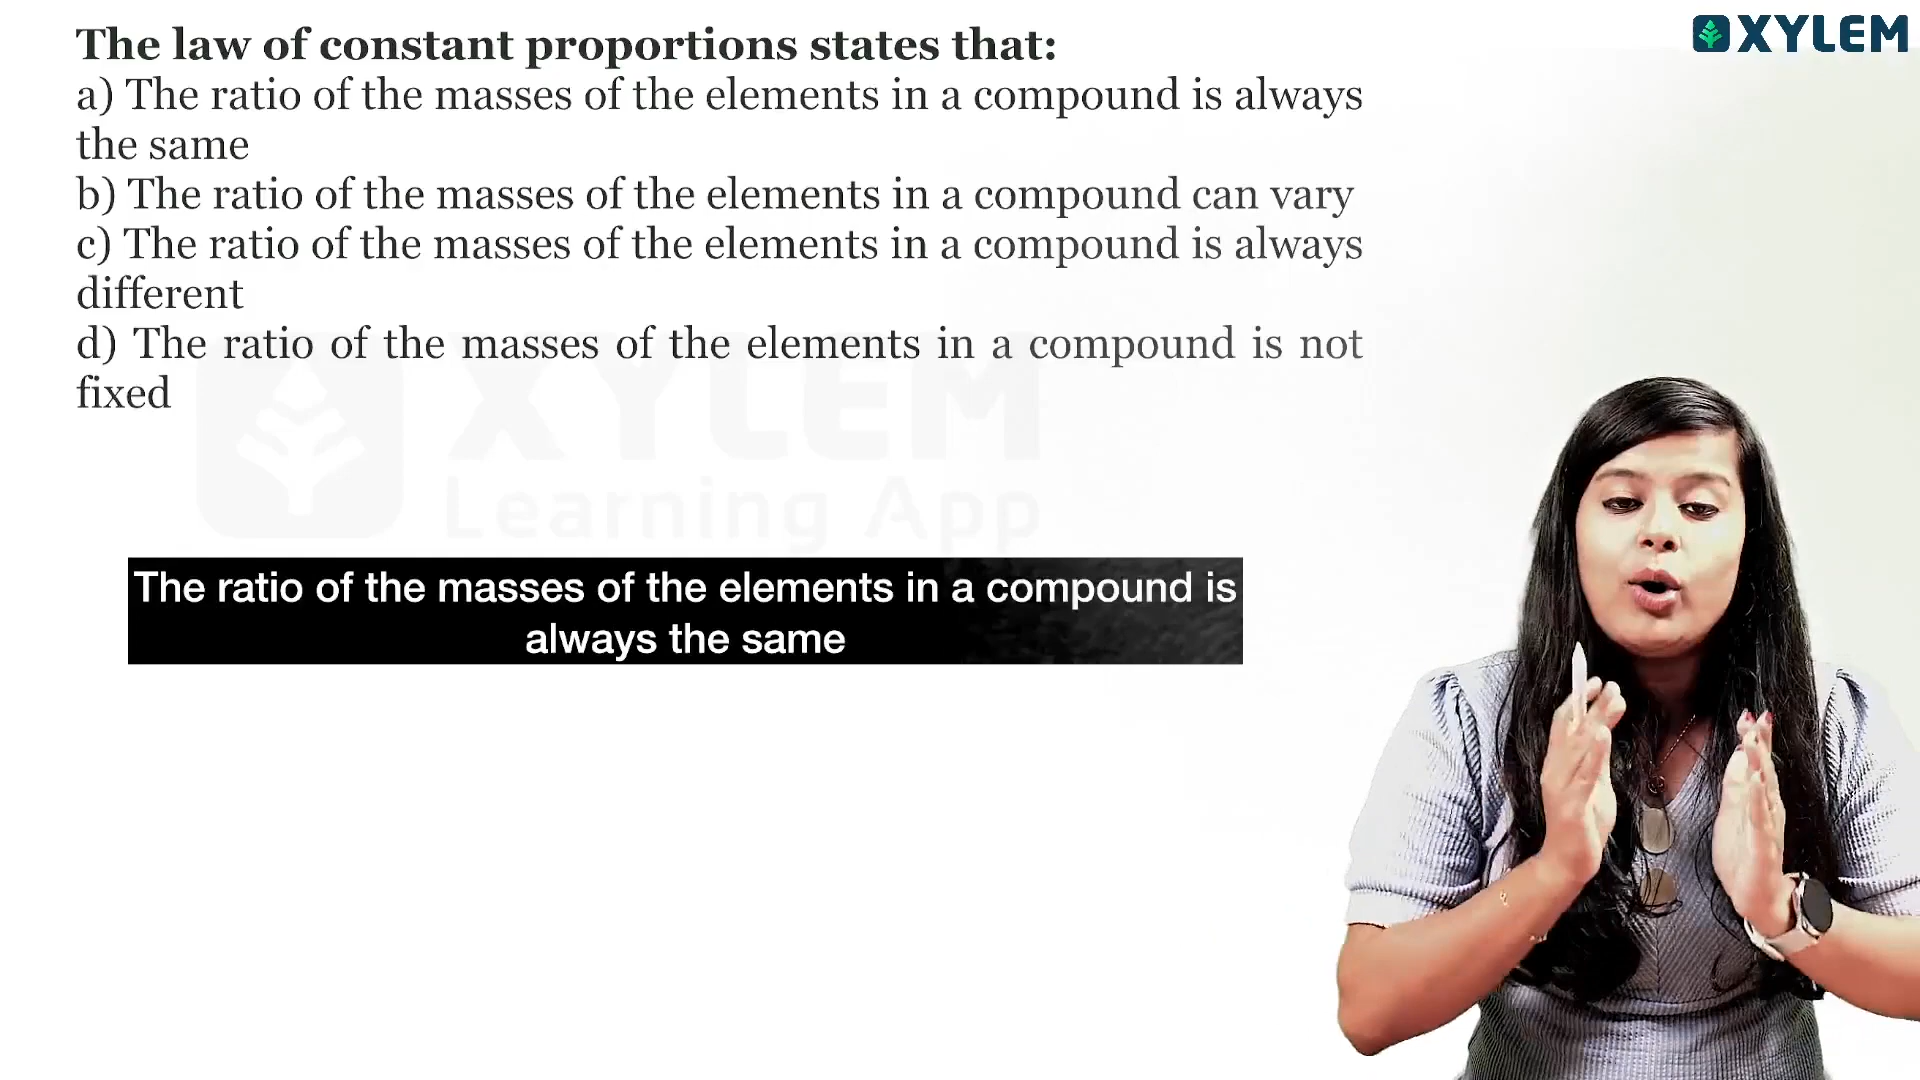 The law of constant proportions states that:
XYLEM
a) The ratio of the masses of the elements in a compound is always
the same
b) The ratio of the masses of the elements in a compound can vary
c) The ratio of the masses of the elements in a compound is always
different
d) The ratio of the masses of the elements in a compound is not
fixed
XYLEM
Learning App
The ratio of the masses of the elements in a compound is
always the same